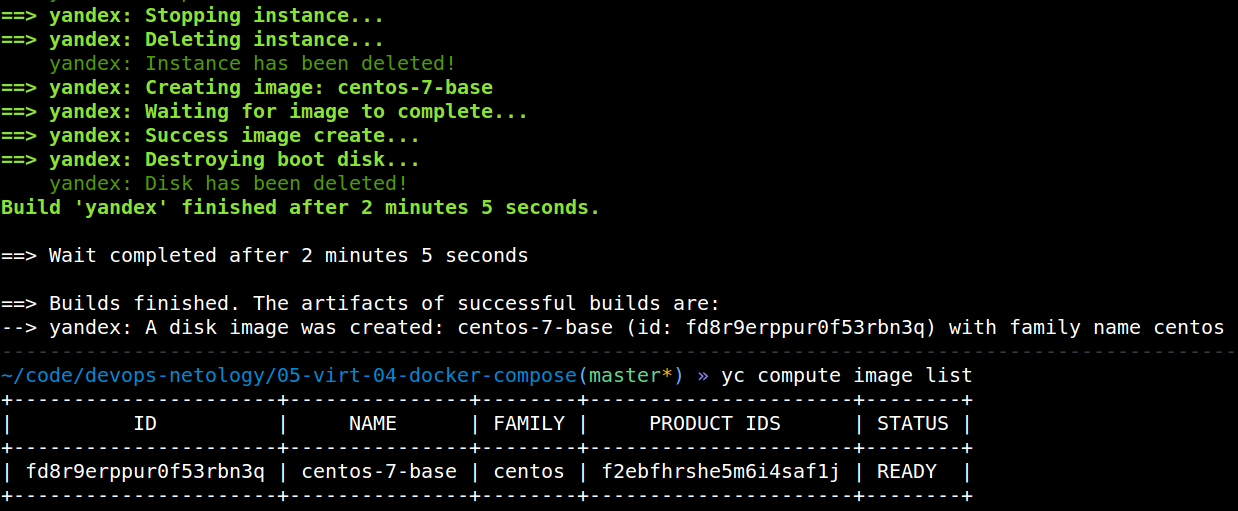 ==> yandex: Stopping instance...
==> yandex: Deleting instance...
    yandex: Instance has been deleted!
==> yandex: Creating image: centos-7-base
==> yandex: Waiting for image to complete...
==> yandex: Success image create...
==> yandex: Destroying boot disk...
    yandex: Disk has been deleted!
Build 'yandex' finished after 2 minutes 5 seconds.

==> Wait completed after 2 minutes 5 seconds

==> Builds finished. The artifacts of successful builds are:
--> yandex: A disk image was created: centos-7-base (id: fd8r9erppur0f53rbn3q) with family name centos
-------------------------------------------------------------------------------------------------------
~/code/devops-netology/05-virt-04-docker-compose(master*) » yc compute image list
+----------------------+---------------+--------+----------------------+--------+
|          ID          |     NAME      | FAMILY |     PRODUCT IDS      | STATUS |
+----------------------+---------------+--------+----------------------+--------+
| fd8r9erppur0f53rbn3q | centos-7-base | centos | f2ebfhrshe5m6i4saf1j | READY  |
+----------------------+---------------+--------+----------------------+--------+